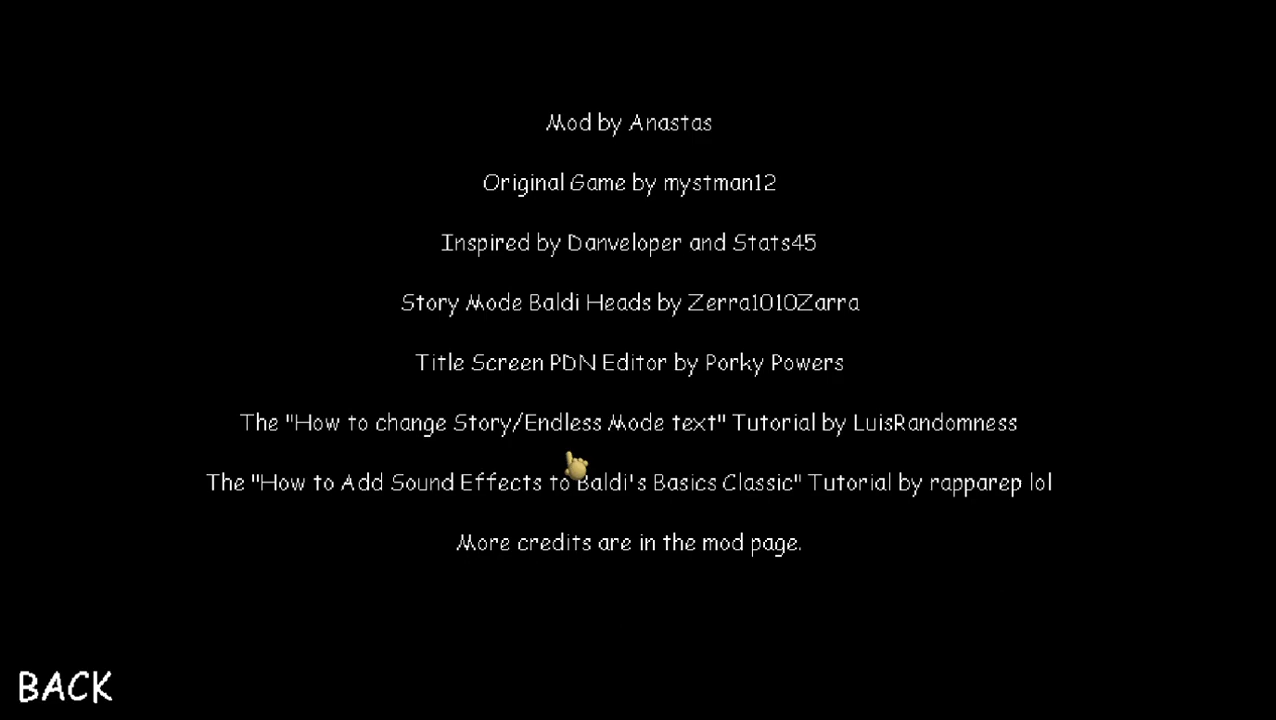 Mod by Anastas
Original Game by mystman12
Inspired by Danveloper and Stats45
Story Mode Baldi Heads by Zerra1010Zarra
Title Screen PDN Editor by Porky Powers
The "How to change Story/Endless Mode text" Tutorial by LuisRandomness
The "How to Add Sound Effects to Baldi's Basics Classic" Tutorial by rapparep lol
More credits are in the mod page.
BACK